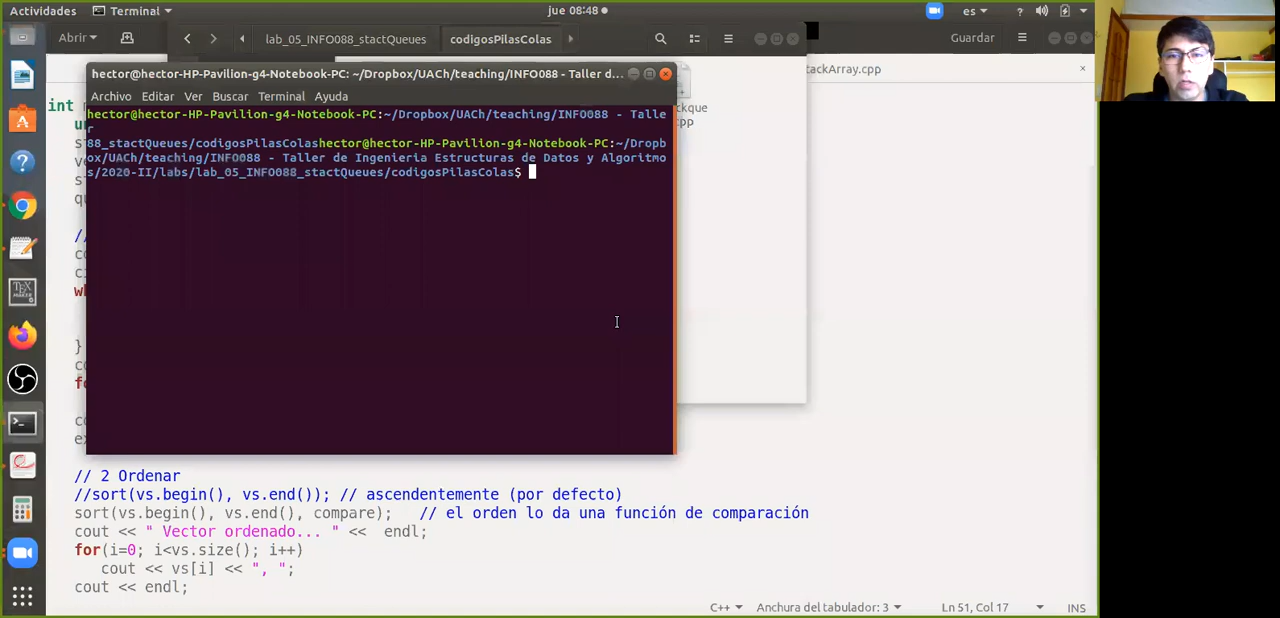 Actividades Terminal jue 08:48 es ?
Abrir lab_05_INFO088_stactQueues codigosPilasColas Guardar
hector@hector-HP-Pavilion-g4-Notebook-PC: ~/Dropbox/UACh/teaching/INFO088 - Taller d...
tackArray.cpp
Archivo Editar Ver Buscar Terminal Ayuda
int
ckque
pp
hector@hector-HP-Pavilion-g4-Notebook-PC:~/Dropbox/UACh/teaching/INFO088 - Talle
r
88_stactQueues/codigosPilasColashector@hector-HP-Pavilion-g4-Notebook-PC:~/Dropb
ox/UACh/teaching/INFO088 - Taller de Ingenieria Estructuras de Datos y Algoritmo
s/2020-II/labs/lab_05_INFO088_stactQueues/codigosPilasColas$
//
wh
}
// 2 Ordenar
//sort(vs.begin(), vs.end()); // ascendentemente (por defecto)
sort(vs.begin(), vs.end(), compare); // el orden lo da una función de comparación
cout << " Vector ordenado... " << endl;
for(i=0; i<vs.size(); i++)
cout << vs[i] << ", ";
cout << endl;
C++ Anchura del tabulador: 3 Ln 51, Col 17 INS